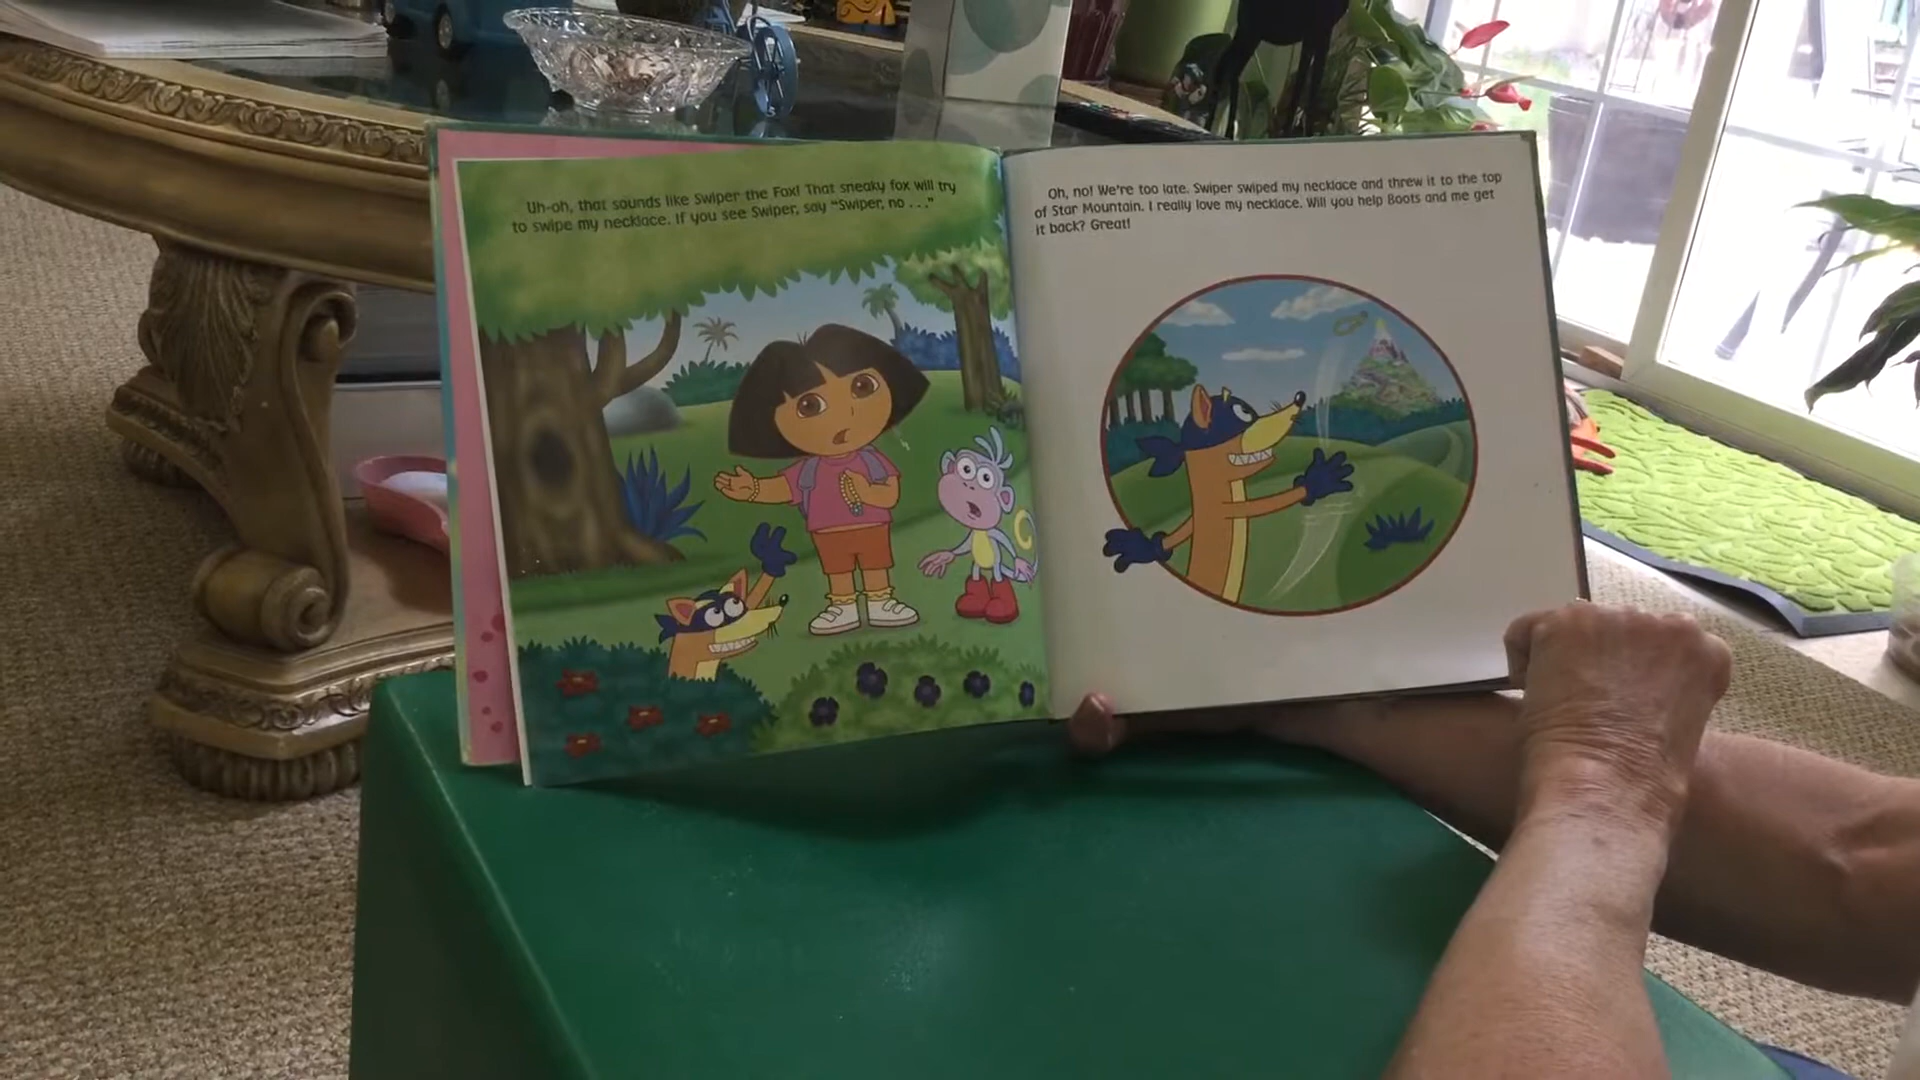 Uh-oh, that sounds like Swiper the Fox! That sneaky fox will try
to swipe my necklace. If you see Swiper, say “Swiper, no . . .”
Oh, no! We're too late. Swiper swiped my necklace and threw it to the top
of Star Mountain. I really love my necklace. Will you help Boots and me get
it back? Great!